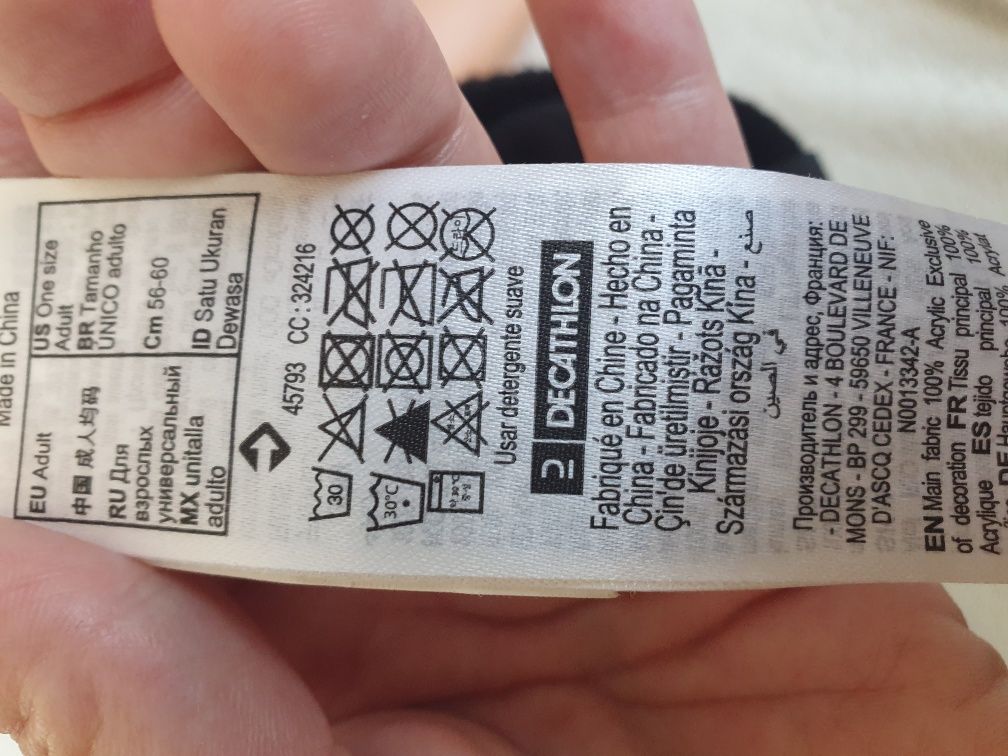 Made in China
EU Adult
US One size
Adult
中国 成人均码
BR Tamanho
UNICO adulto
RU Для
взрослых
универсальный
Cm 56-60
MX unitalla
adulto
ID Satu Ukuran
Dewasa
45793 CC: 324216
30
30°C
Usar detergente suave
DECATHLON
Fabriqué en Chine - Hecho en
China - Fabricado na China -
Çin'de üretilmiştir - Pagaminta
Kinijoje - Ražots Ķīnā -
Származási ország Kína - صنع
في الصين
Производитель и адрес, Франция:
- DECATHLON - 4 BOULEVARD DE
MONS - BP 299 - 59650 VILLENEUVE
D'ASCQ CEDEX - FRANCE - NIF:
N0013342-A
EN Main fabric 100% Acrylic Exclusive
of decoration FR Tissu principal 100%
Acrylique ES tejido principal 100%